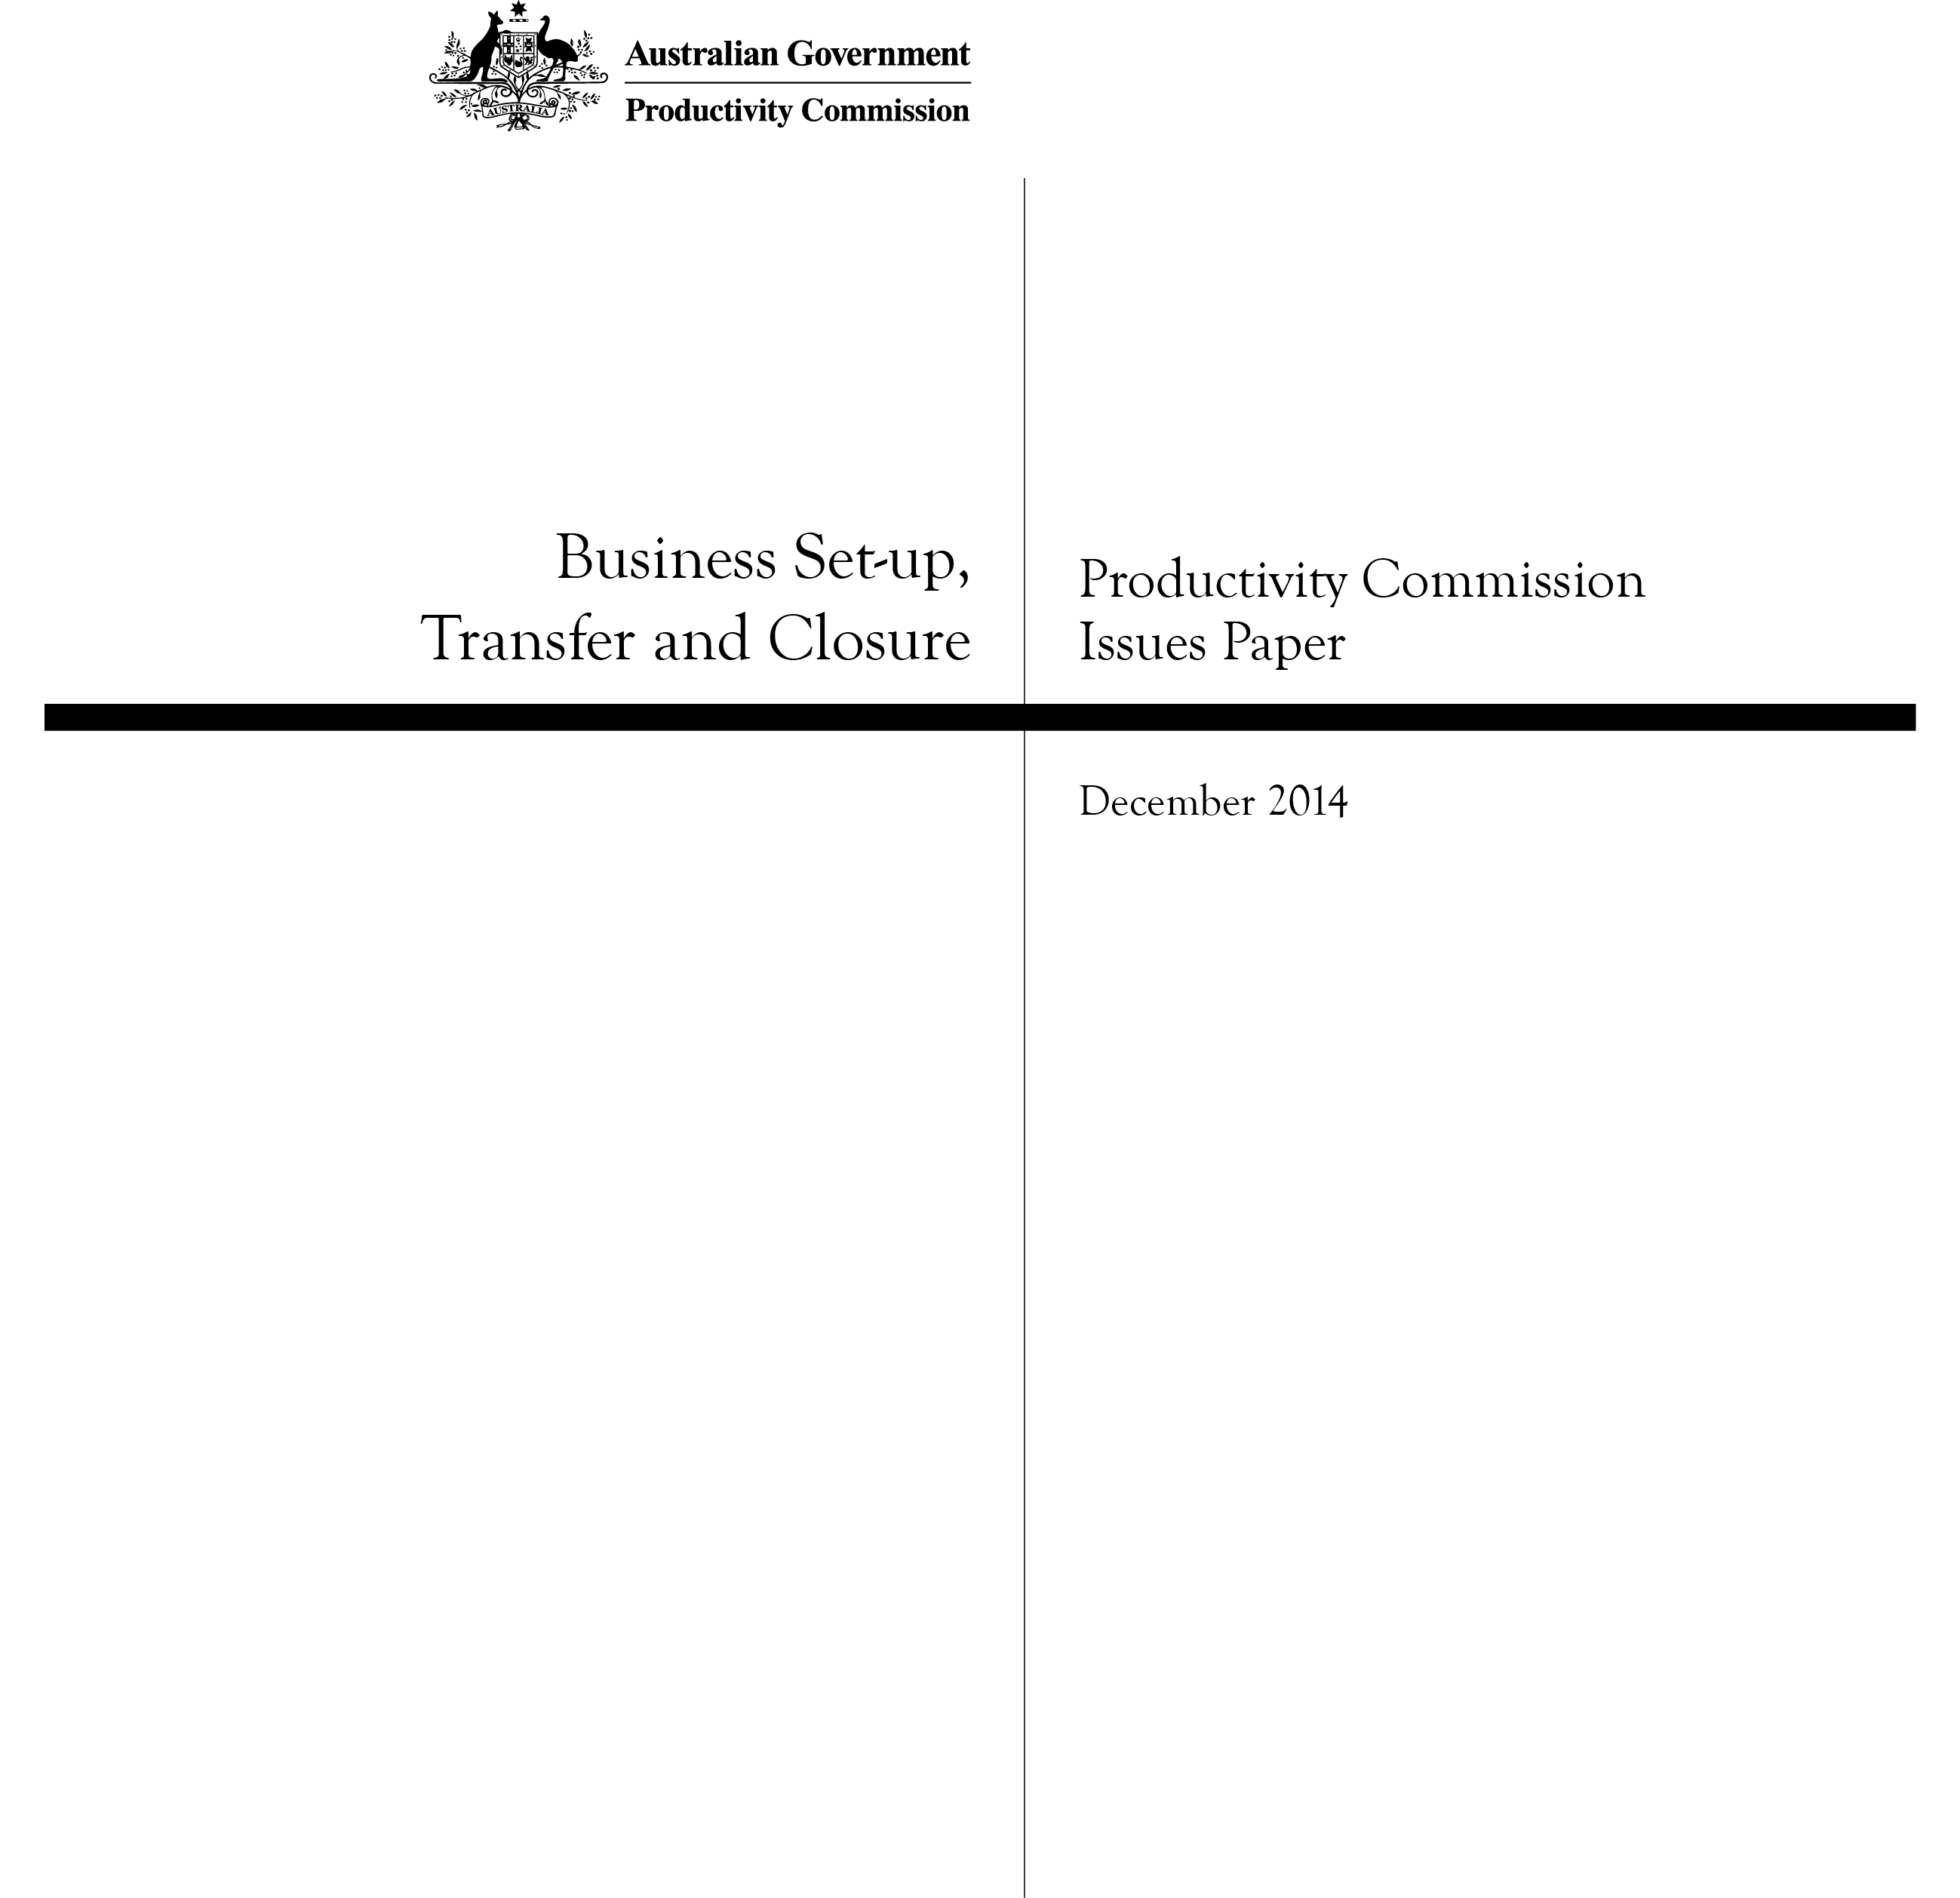 AUSTRALIA
Australian Government
Productivity Commission
Business Set-up,
Transfer and Closure
Productivity Commission
Issues Paper
December 2014